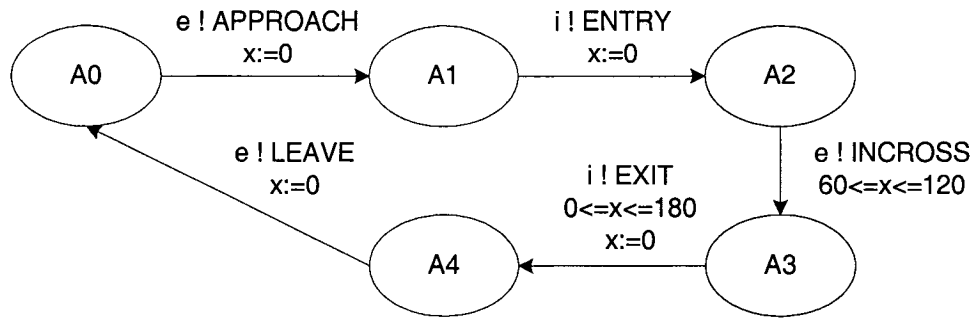 e ! APPROACH
x:=0
i ! ENTRY
x:=0
A0
A1
A2
e ! LEAVE
x:=0
i ! EXIT
0<=x<=180
x:=0
e ! INCROSS
60<=x<=120
A4
A3